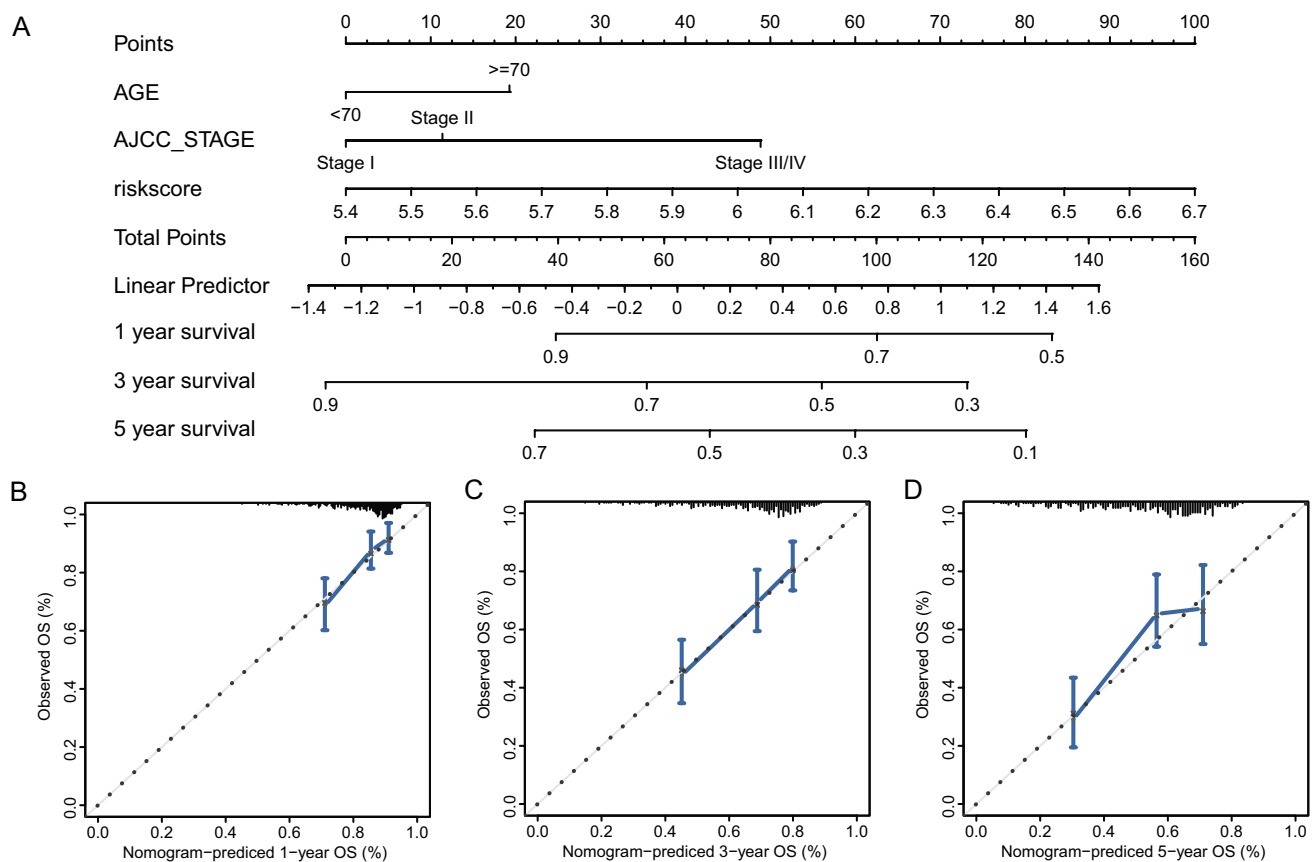 A
Points
0 10 20 30 40 50 60 70 80 90 100
AGE
<70
>=70
AJCC_STAGE
Stage I
Stage II
Stage III/IV
riskscore
5.4 5.5 5.6 5.7 5.8 5.9 6 6.1 6.2 6.3 6.4 6.5 6.6 6.7
Total Points
0 20 40 60 80 100 120 140 160
Linear Predictor
−1.4 −1.2 −1 −0.8 −0.6 −0.4 −0.2 0 0.2 0.4 0.6 0.8 1 1.2 1.4 1.6
1 year survival
0.9 0.7 0.5
3 year survival
0.9 0.7 0.5 0.3
5 year survival
0.7 0.5 0.3 0.1
B
Observed OS (%)
1.0
0.8
0.6
0.4
0.2
0.0
0.0 0.2 0.4 0.6 0.8 1.0
Nomogram−prediced 1−year OS (%)
C
Observed OS (%)
1.0
0.8
0.6
0.4
0.2
0.0
0.0 0.2 0.4 0.6 0.8 1.0
Nomogram−prediced 3−year OS (%)
D
Observed OS (%)
1.0
0.8
0.6
0.4
0.2
0.0
0.0 0.2 0.4 0.6 0.8 1.0
Nomogram−prediced 5−year OS (%)